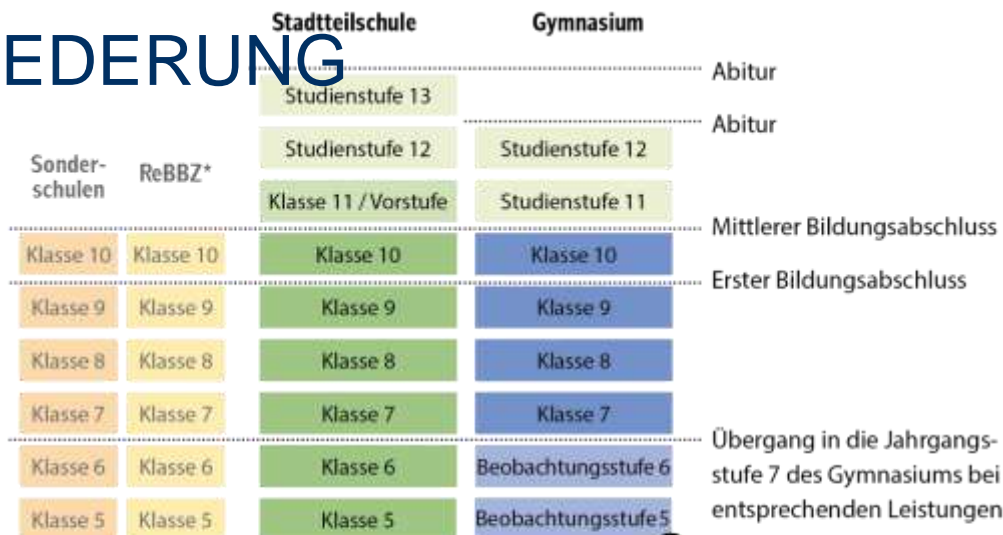 Stadtteilschule Gymnasium
EDERUNG
Abitur
Studienstufe 13
Abitur
Studienstufe 12 Studienstufe 12
Sonder-
schulen
ReBBZ*
Klasse 11 / Vorstufe Studienstufe 11
Mittlerer Bildungsabschluss
Klasse 10 Klasse 10 Klasse 10 Klasse 10
Erster Bildungsabschluss
Klasse 9 Klasse 9 Klasse 9 Klasse 9
Klasse 8 Klasse 8 Klasse 8 Klasse 8
Klasse 7 Klasse 7 Klasse 7 Klasse 7
Übergang in die Jahrgangs-
stufe 7 des Gymnasiums bei
entsprechenden Leistungen
Klasse 6 Klasse 6 Klasse 6 Beobachtungsstufe 6
Klasse 5 Klasse 5 Klasse 5 Beobachtungsstufe 5